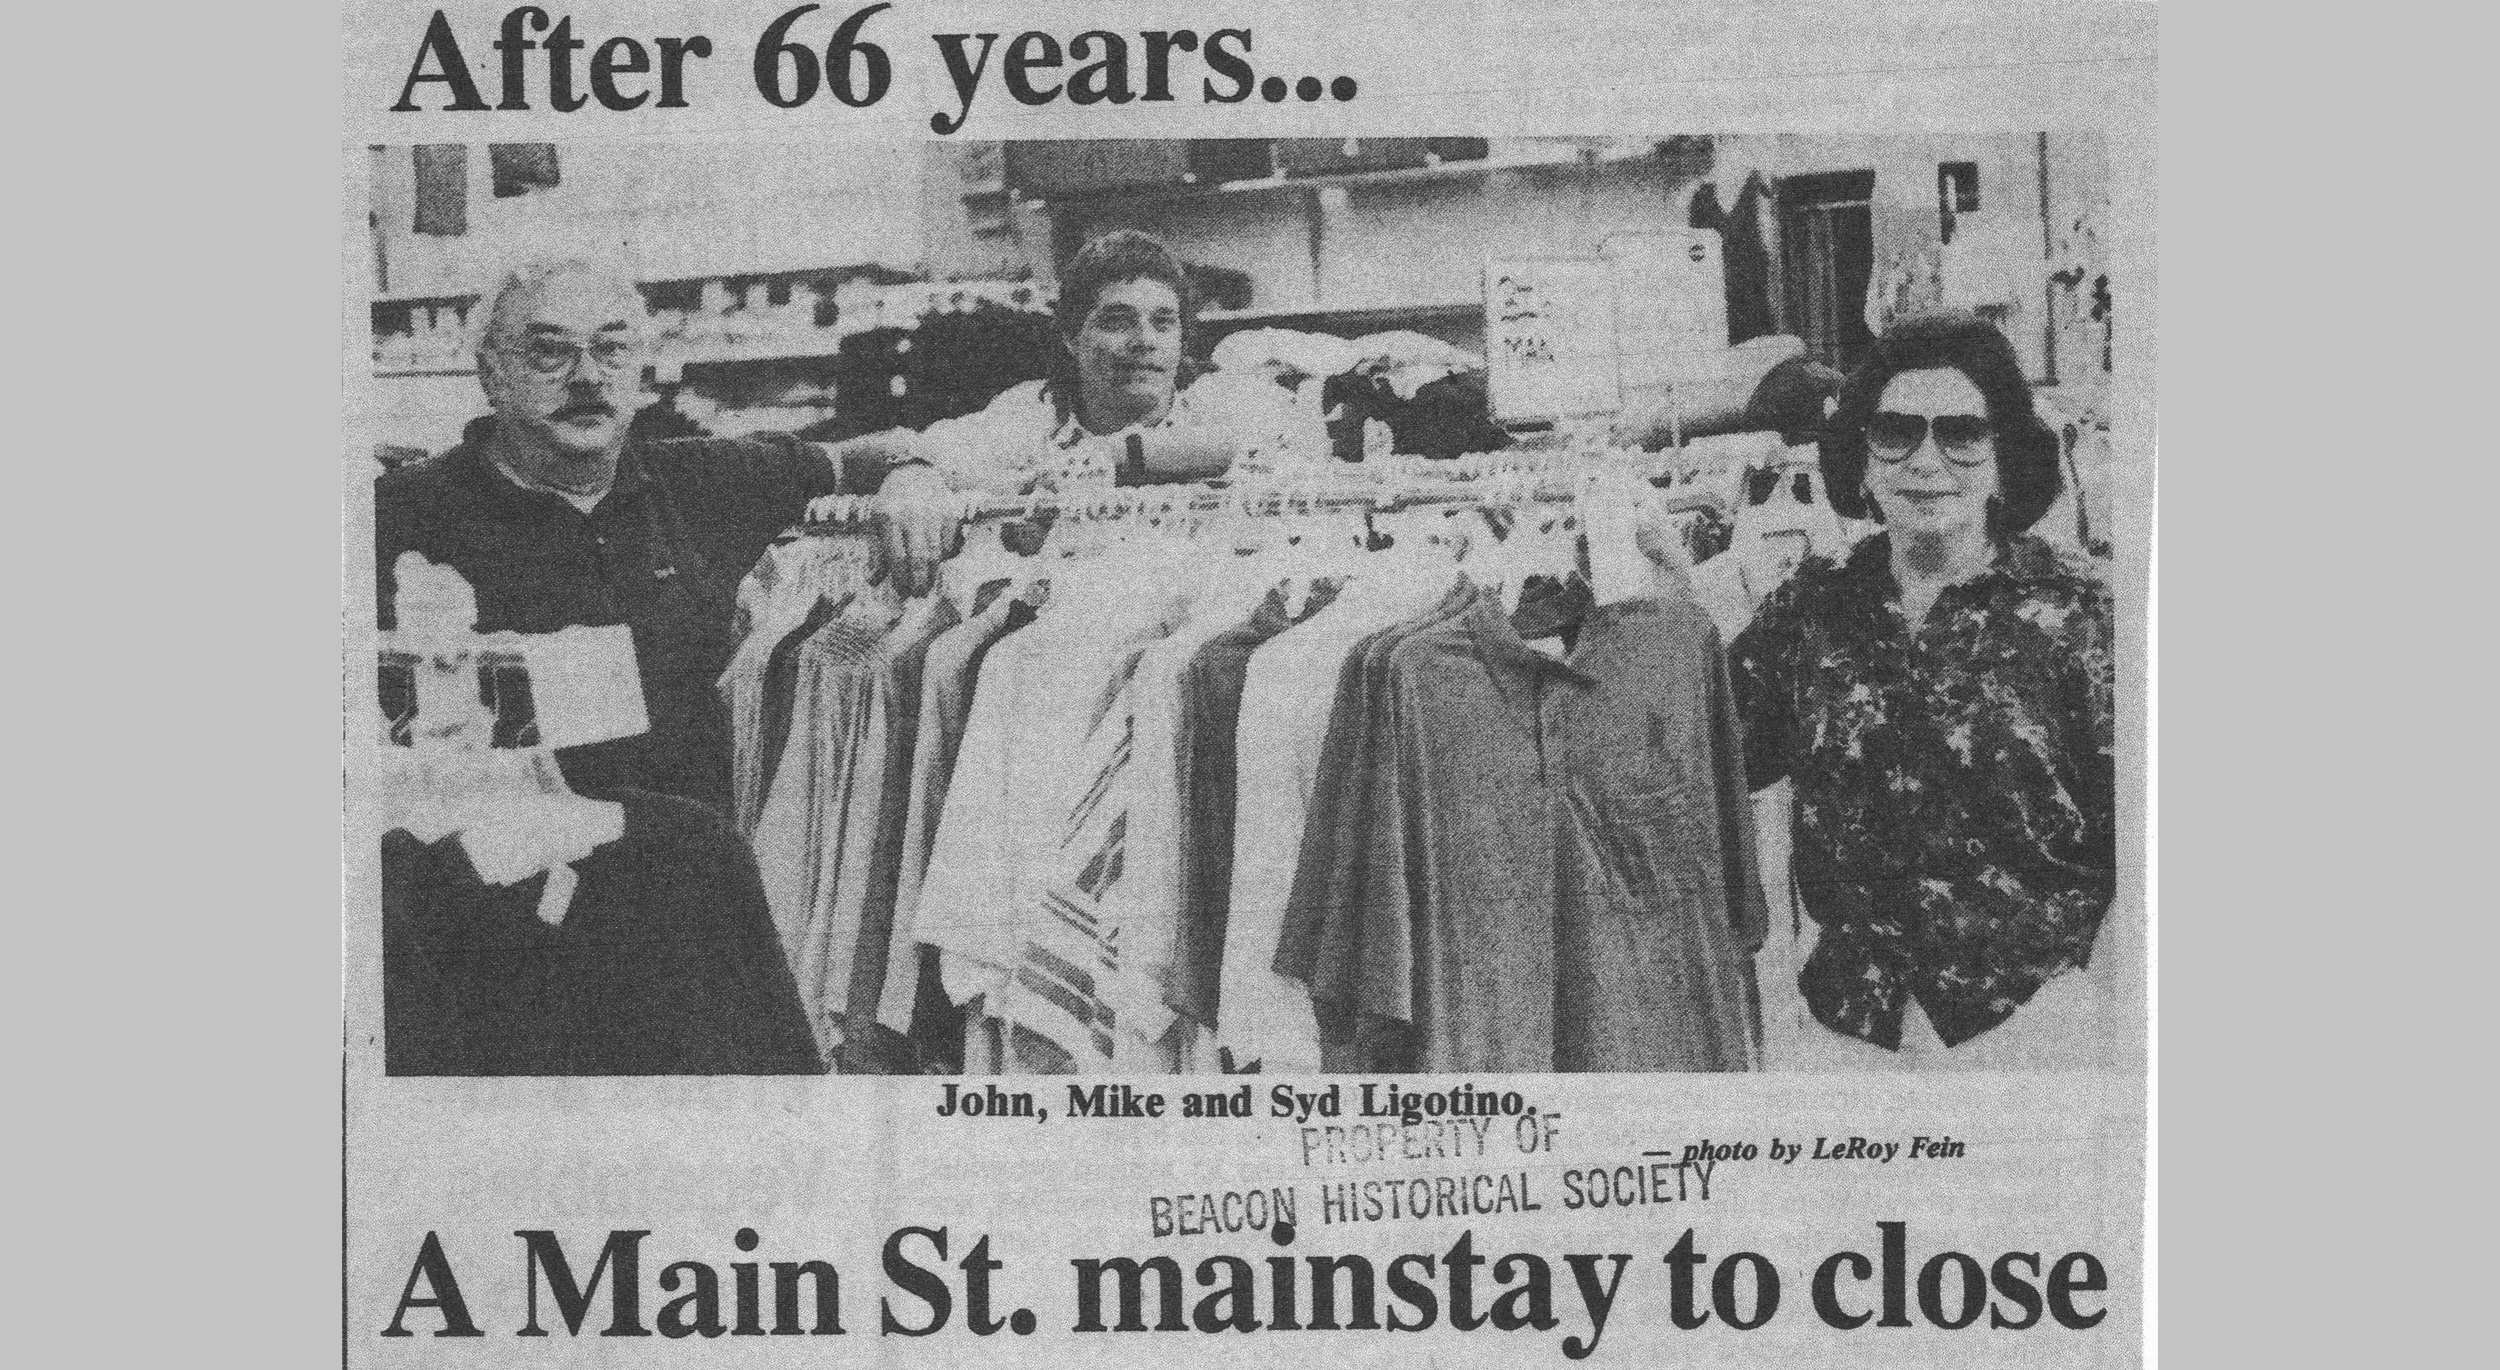 After 66 years...
John, Mike and Syd Ligotino.
PROPERTY OF
— photo by LeRoy Fein
BEACON HISTORICAL SOCIETY
A Main St. mainstay to close